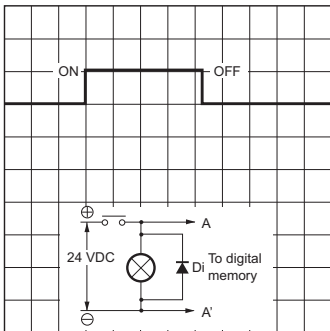 ON
OFF
⊕
A
24 VDC
Di
To digital
memory
A'
⊖